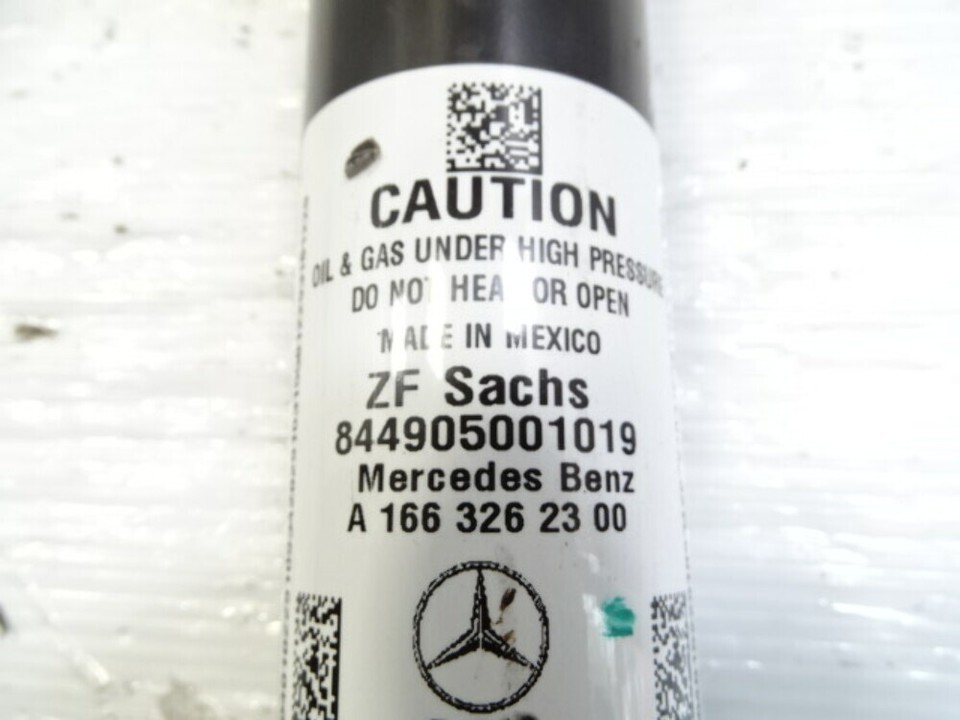 CAUTION
OIL & GAS UNDER HIGH PRESSURE
DO NOT HEA OR OPEN
MADE IN MEXICO
ZF Sachs
844905001019
Mercedes Benz
A 166 326 23 00